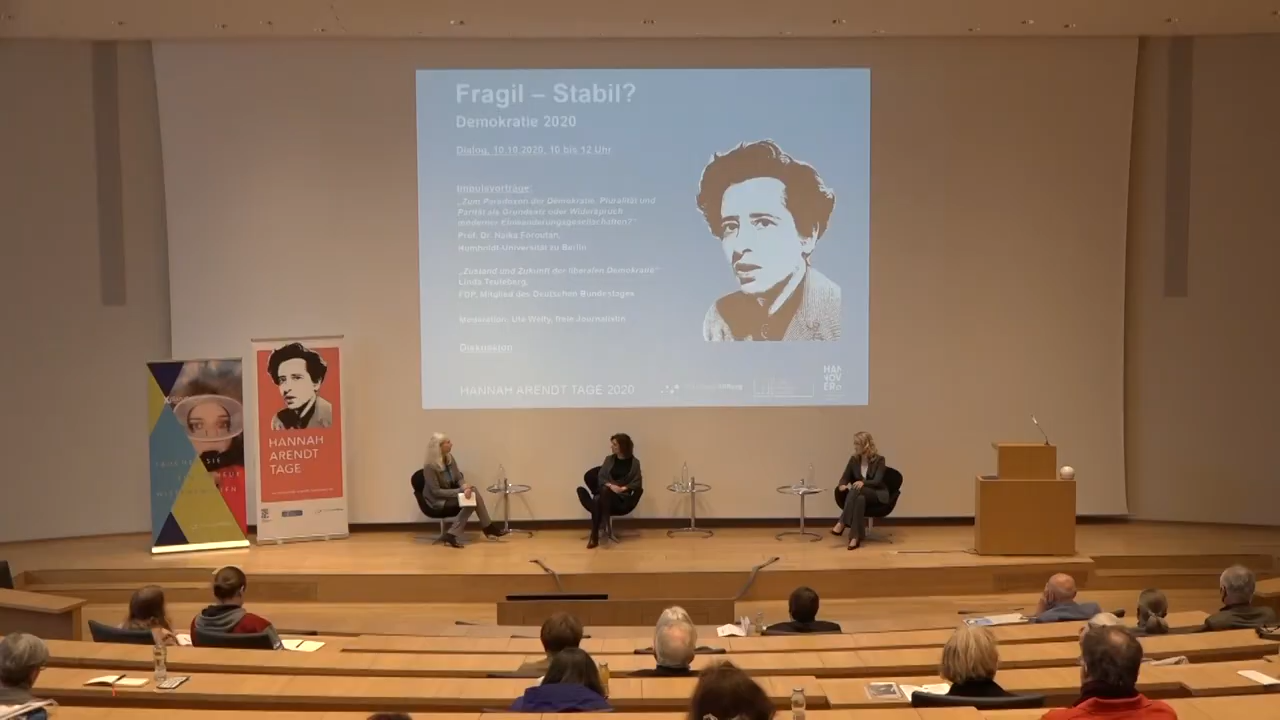 Fragil – Stabil?
Demokratie 2020
Dialog, 10.10.2020, 10 bis 12 Uhr
Impulsvorträge:
„Zum Paradoxon der Demokratie. Pluralität und
Parität als Grundsatz oder Widerspruch
moderner Einwanderungsgesellschaften?“
Prof. Dr. Naika Foroutan,
Humboldt-Universität zu Berlin
„Zustand und Zukunft der liberalen Demokratie“
Linda Teuteberg,
FDP, Mitglied des Deutschen Bundestages
Moderation: Ute Welty, freie Journalistin
Diskussion
HANNAH ARENDT TAGE 2020
HAN
NOV
ER
HANNAH
ARENDT
TAGE